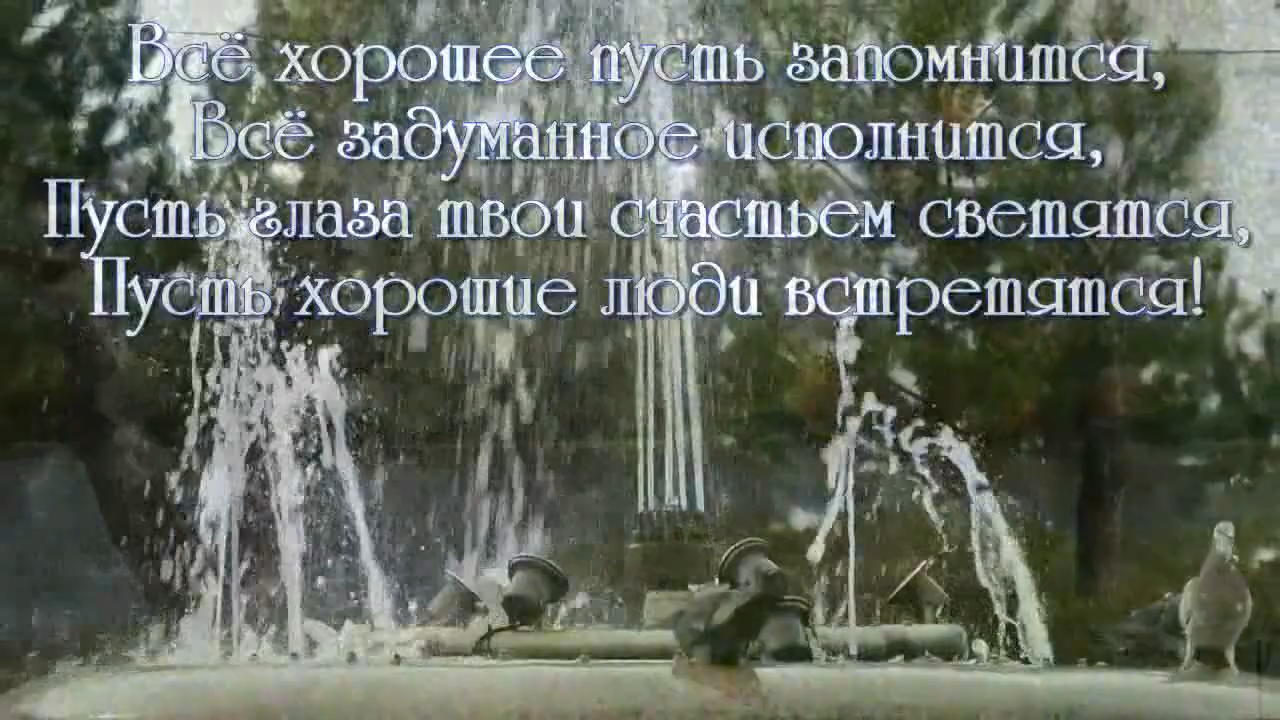 Всё хорошее пусть запомнится,
Всё задуманное исполнится,
Пусть глаза твои счастьем светятся,
Пусть хорошие люди встретятся!